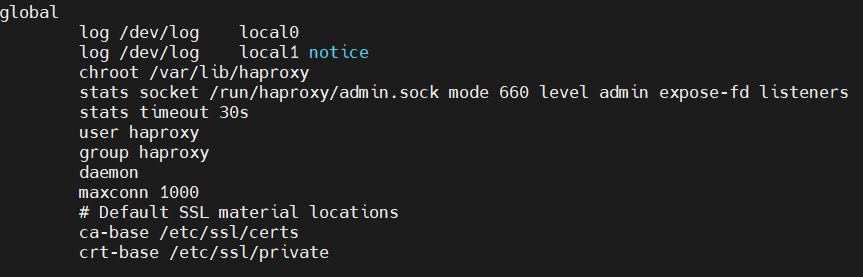 global
log /dev/log    local0
log /dev/log    local1 notice
chroot /var/lib/haproxy
stats socket /run/haproxy/admin.sock mode 660 level admin expose-fd listeners
stats timeout 30s
user haproxy
group haproxy
daemon
maxconn 1000
# Default SSL material locations
ca-base /etc/ssl/certs
crt-base /etc/ssl/private